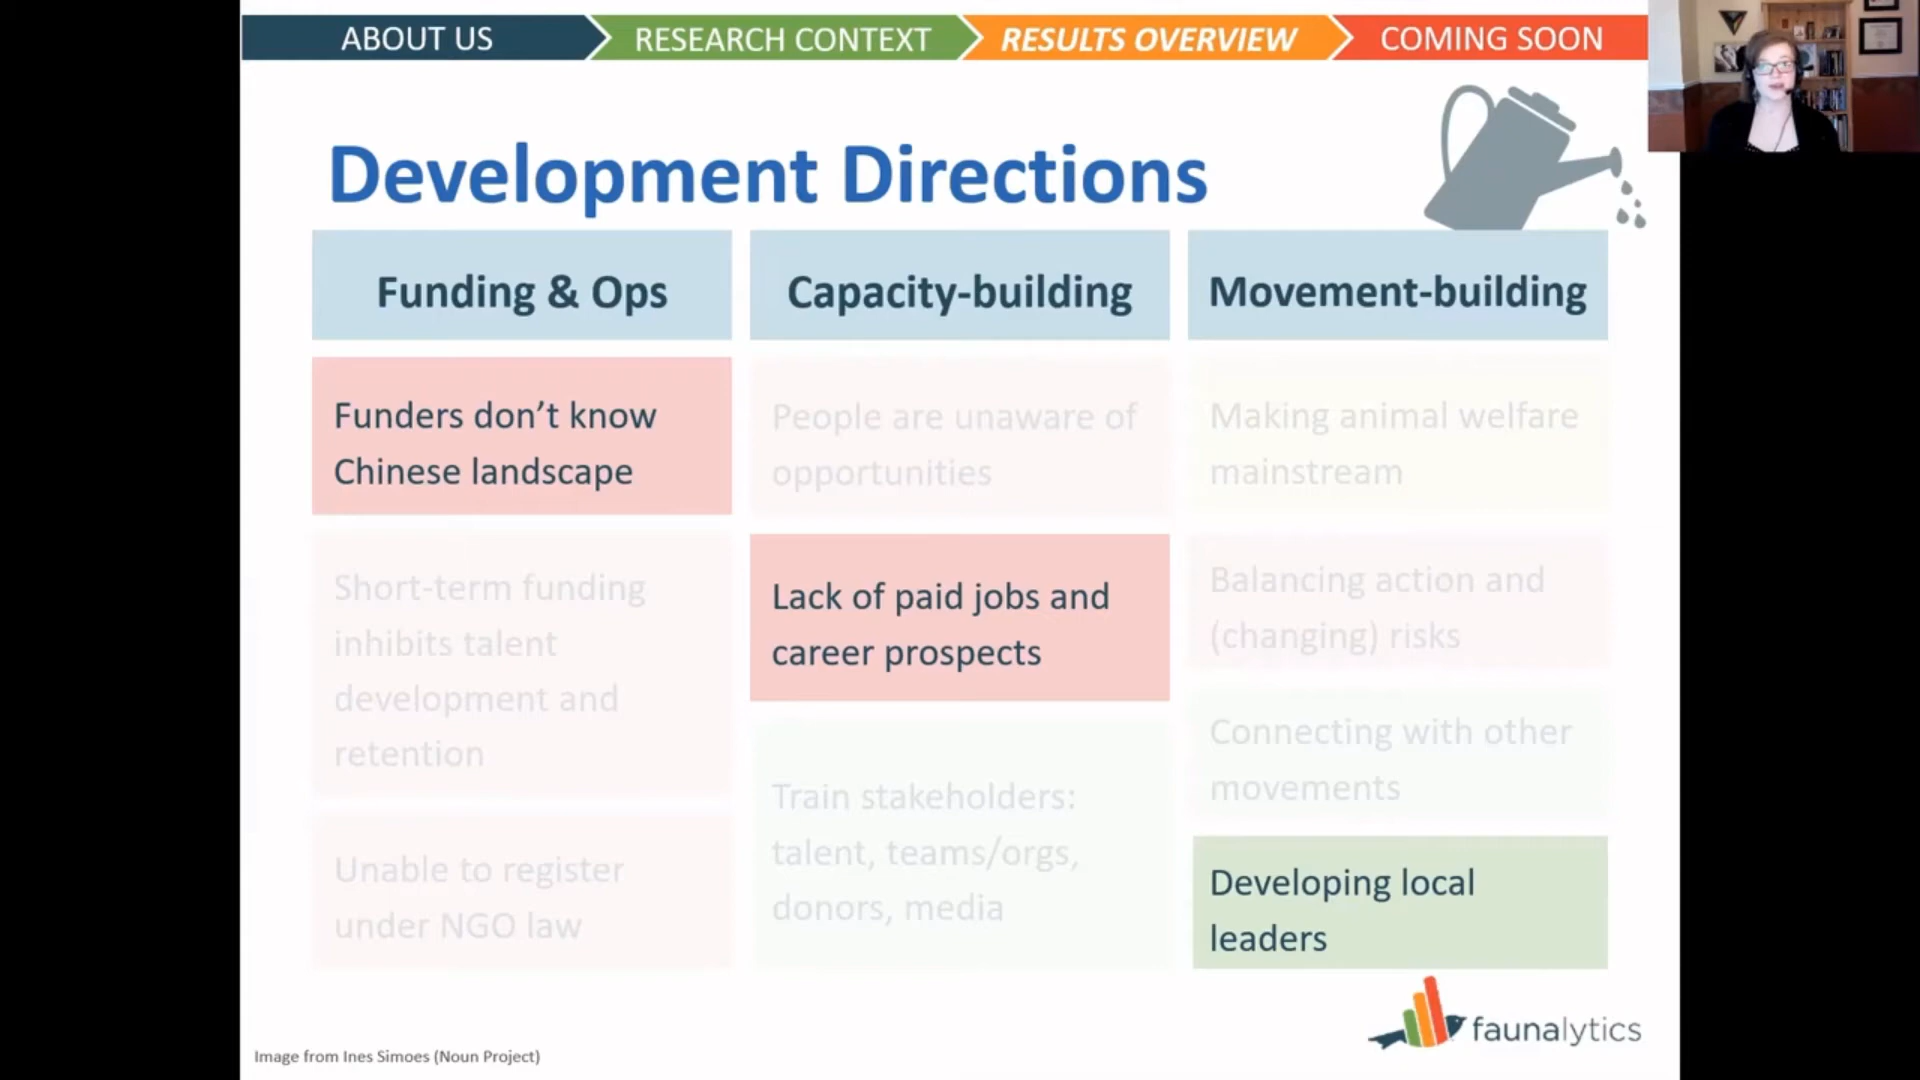 ABOUT US
RESEARCH CONTEXT
RESULTS OVERVIEW
COMING SOON
Development Directions
Funding & Ops
Funders don’t know
Chinese landscape
Short-term funding
inhibits talent
development and
retention
Unable to register
under NGO law
Capacity-building
People are unaware of
opportunities
Lack of paid jobs and
career prospects
Train stakeholders:
talent, teams/orgs,
donors, media
Movement-building
Making animal welfare
mainstream
Balancing action and
(changing) risks
Connecting with other
movements
Developing local
leaders
faunalytics
Image from Ines Simoes (Noun Project)